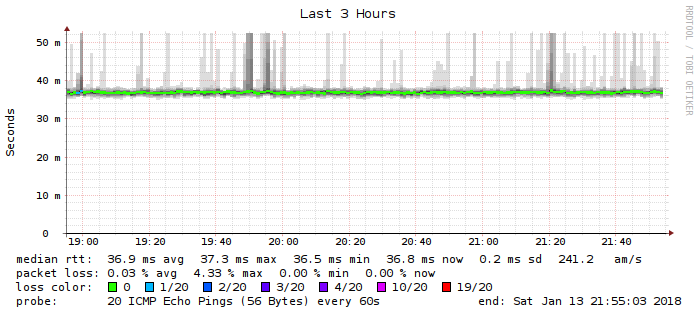 Last 3 Hours
RRDTOOL / TOBI OETIKER
Seconds
50 m
40 m
30 m
20 m
10 m
0
19:00 19:20 19:40 20:00 20:20 20:40 21:00 21:20 21:40
median rtt: 36.9 ms avg 37.3 ms max 36.5 ms min 36.8 ms now 0.2 ms sd 241.2 am/s
packet loss: 0.03 % avg 4.33 % max 0.00 % min 0.00 % now
loss color: 0 1/20 2/20 3/20 4/20 10/20 19/20
probe: 20 ICMP Echo Pings (56 Bytes) every 60s end: Sat Jan 13 21:55:03 2018